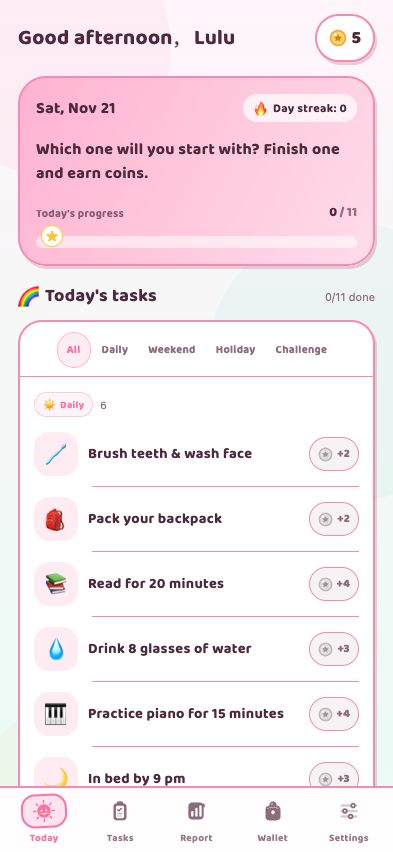 Good afternoon, Lulu
5
Sat, Nov 21
Day streak: 0
Which one will you start with? Finish one
and earn coins.
Today's progress
0 / 11
Today's tasks
0/11 done
All Daily Weekend Holiday Challenge
Daily 6
Brush teeth & wash face +2
Pack your backpack +2
Read for 20 minutes +4
Drink 8 glasses of water +3
Practice piano for 15 minutes +4
In bed by 9 pm +3
Today Tasks Report Wallet Settings